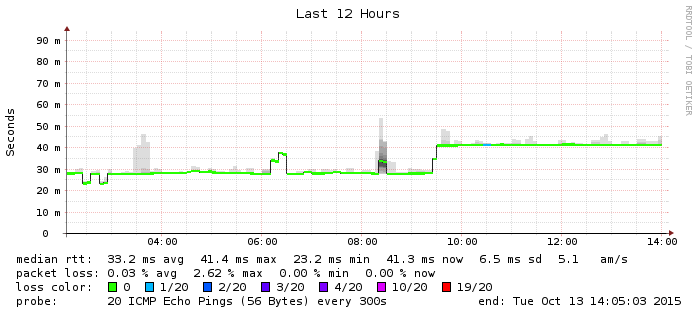 Last 12 Hours
RRDTOOL / TOBI OETIKER
Seconds
90 m
80 m
70 m
60 m
50 m
40 m
30 m
20 m
10 m
0
04:00 06:00 08:00 10:00 12:00 14:00
median rtt: 33.2 ms avg 41.4 ms max 23.2 ms min 41.3 ms now 6.5 ms sd 5.1 am/s
packet loss: 0.03 % avg 2.62 % max 0.00 % min 0.00 % now
loss color: 0 1/20 2/20 3/20 4/20 10/20 19/20
probe: 20 ICMP Echo Pings (56 Bytes) every 300s end: Tue Oct 13 14:05:03 2015